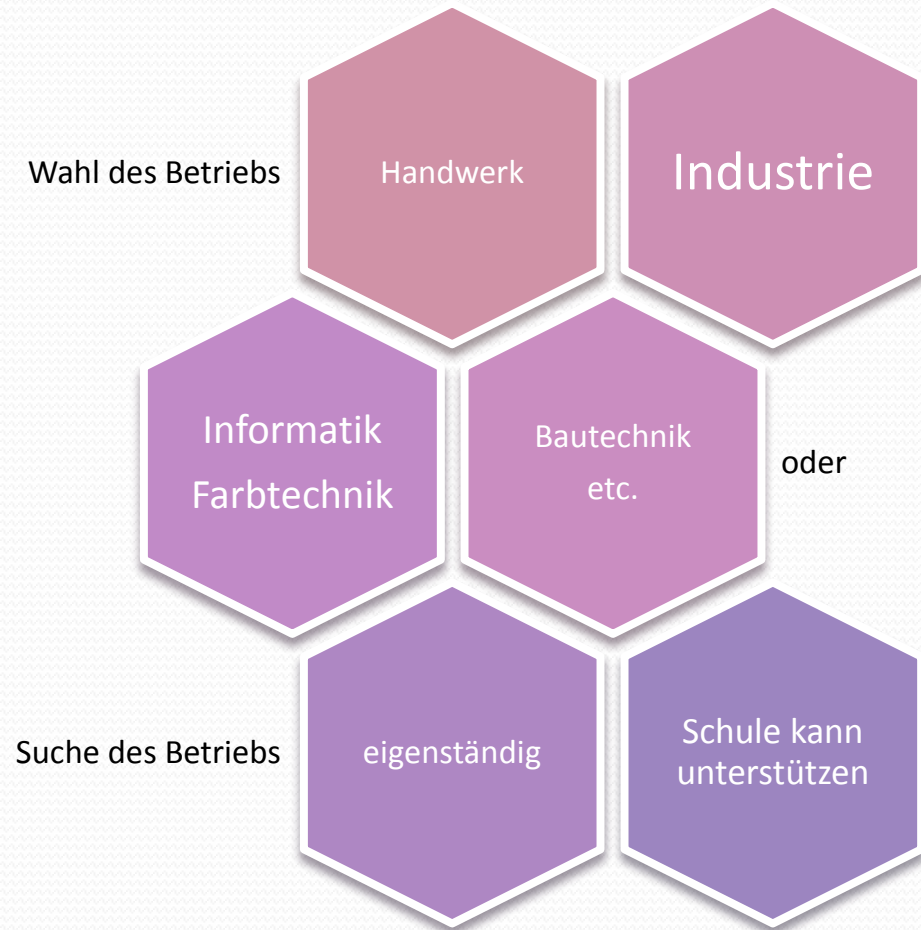 Wahl des Betriebs
Handwerk
Industrie
Informatik
Farbtechnik
Bautechnik
etc.
oder
Suche des Betriebs
eigenständig
Schule kann
unterstützen